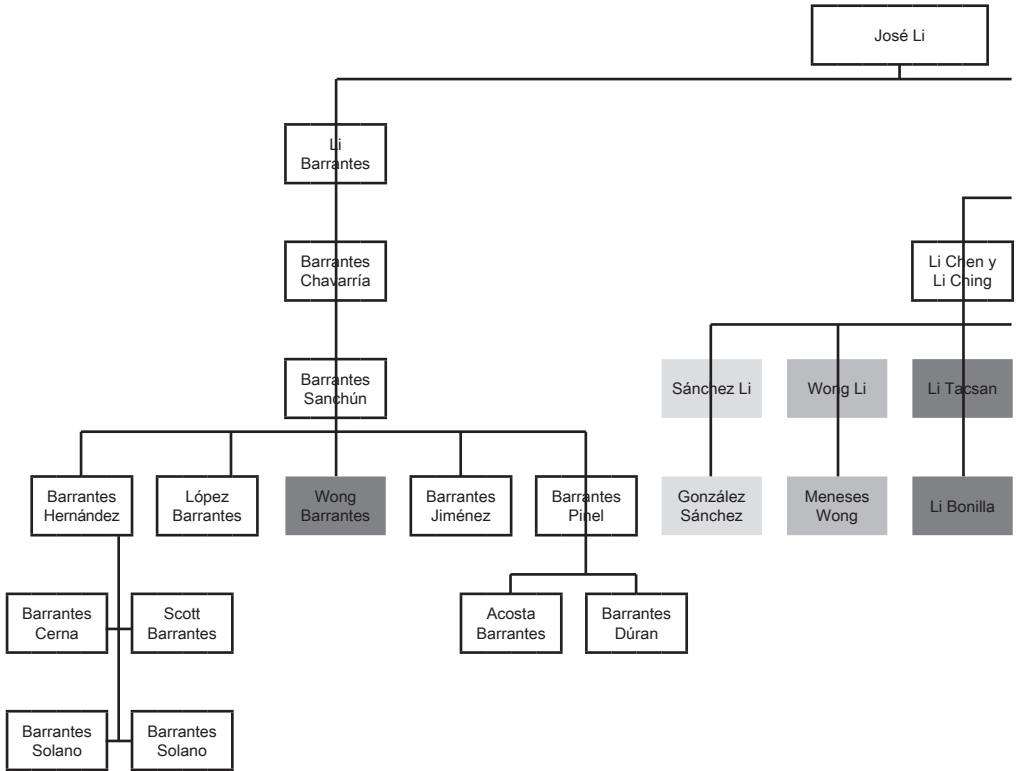 José Li
Li
Barrantes
Barrantes
Chavarría
Li Chen y
Li Ching
Barrantes
Sanchún
Sánchez Li
Wong Li
Li Tacsan
Barrantes
Hernández
López
Barrantes
Wong
Barrantes
Barrantes
Jiménez
Barrantes
Pinel
González
Sánchez
Meneses
Wong
Li Bonilla
Barrantes
Cerna
Scott
Barrantes
Acosta
Barrantes
Barrantes
Dúran
Barrantes
Solano
Barrantes
Solano